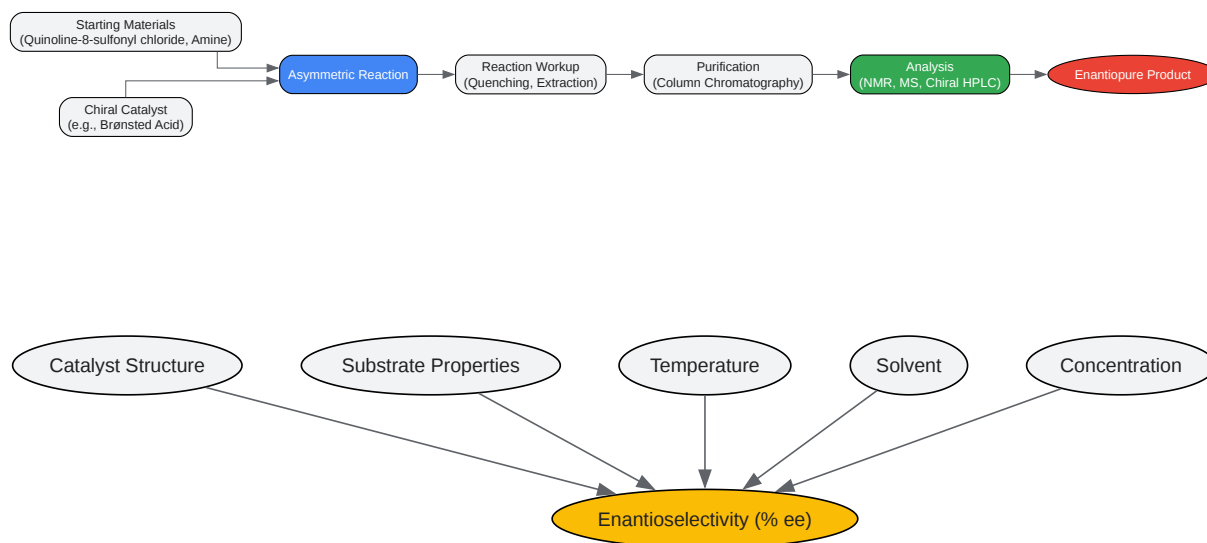 Starting Materials
(Quinoline-8-sulfonyl chloride, Amine)
Chiral Catalyst
(e.g., Brønsted Acid)
Asymmetric Reaction
Reaction Workup
(Quenching, Extraction)
Purification
(Column Chromatography)
Analysis
(NMR, MS, Chiral HPLC)
Enantiopure Product
Catalyst Structure
Substrate Properties
Temperature
Solvent
Concentration
Enantioselectivity (% ee)